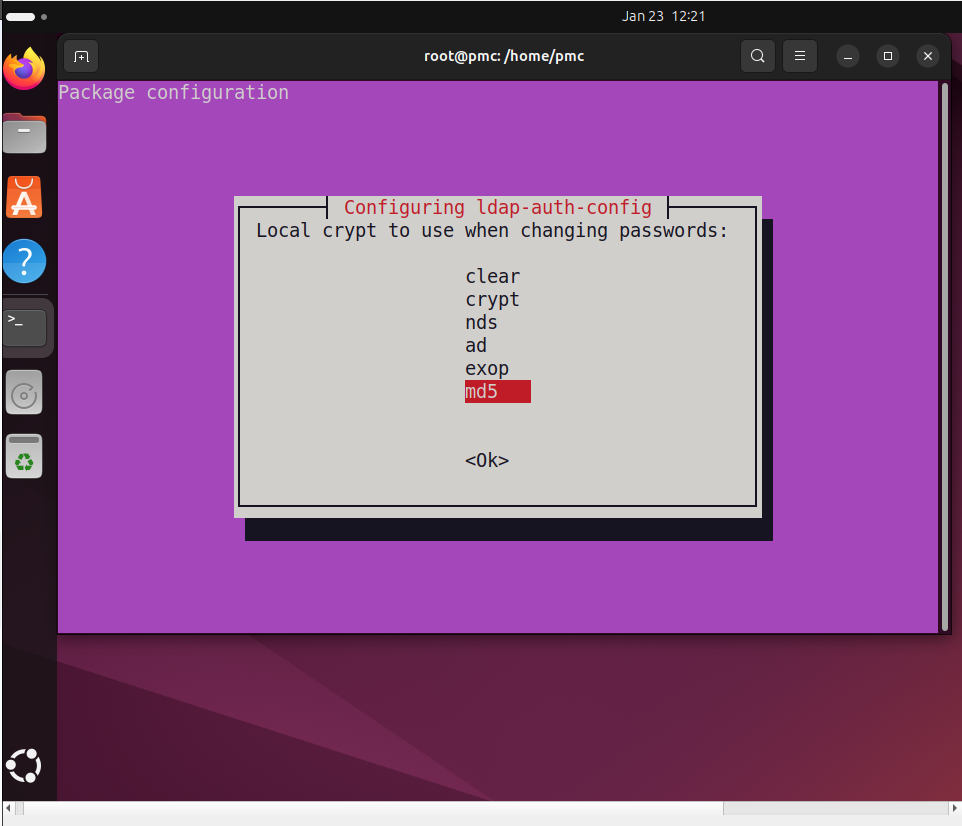 Jan 23 12:21
root@pmc: /home/pmc
Package configuration
Configuring ldap-auth-config
Local crypt to use when changing passwords:
clear
crypt
nds
ad
exop
md5
<Ok>